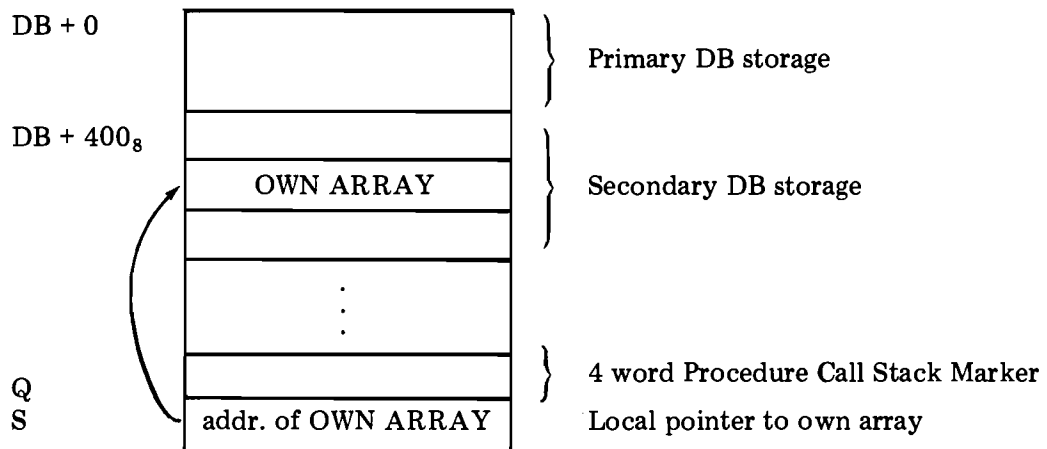 DB + 0
Primary DB storage
DB + 400₈
OWN ARRAY
Secondary DB storage
4 word Procedure Call Stack Marker
Q
S
addr. of OWN ARRAY
Local pointer to own array